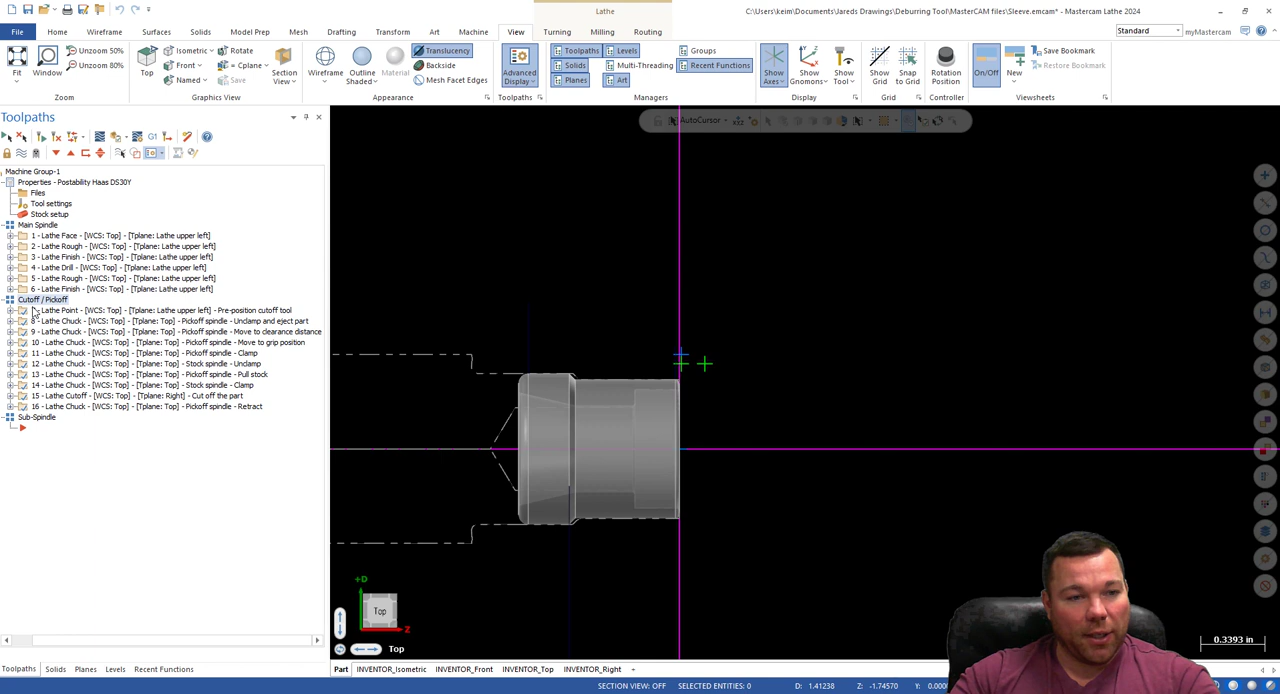 Lathe
C:\Users\keim\Documents\Jareds Drawings\Deburring Tool\MasterCAM files\Sleeve.emcam* - Mastercam Lathe 2024
File Home Wireframe Surfaces Solids Model Prep Mesh Drafting Transform Art Machine View Turning Milling Routing
Standard myMastercam
Fit Window Unzoom 50% Unzoom 80% Zoom
Top Isometric Front Named Rotate = Plane Save Section View Graphics View
Wireframe Outline Shaded Material Translucency Backside Mesh Facet Edges Appearance
Advanced Display Toolpaths
Toolpaths Solids Planes Levels Multi-Threading Art Groups Recent Functions Managers
Show Axes Show Gnomons Show Tool Display
Show Grid Snap to Grid Grid
Rotation Position Controller
On/Off New Save Bookmark Restore Bookmark Viewsheets
Toolpaths
AutoCursor
G1
Machine Group-1
Properties - Postability Haas DS30Y
Files
Tool settings
Stock setup
Main Spindle
1 - Lathe Face - [WCS: Top] - [Tplane: Lathe upper left]
2 - Lathe Rough - [WCS: Top] - [Tplane: Lathe upper left]
3 - Lathe Finish - [WCS: Top] - [Tplane: Lathe upper left]
4 - Lathe Drill - [WCS: Top] - [Tplane: Lathe upper left]
5 - Lathe Rough - [WCS: Top] - [Tplane: Lathe upper left]
6 - Lathe Finish - [WCS: Top] - [Tplane: Lathe upper left]
Cutoff / Pickoff
- Lathe Point - [WCS: Top] - [Tplane: Lathe upper left] - Pre-position cutoff tool
8 - Lathe Chuck - [WCS: Top] - [Tplane: Top] - Pickoff spindle - Unclamp and eject part
9 - Lathe Chuck - [WCS: Top] - [Tplane: Top] - Pickoff spindle - Move to clearance distance
10 - Lathe Chuck - [WCS: Top] - [Tplane: Top] - Pickoff spindle - Move to grip position
11 - Lathe Chuck - [WCS: Top] - [Tplane: Top] - Pickoff spindle - Clamp
12 - Lathe Chuck - [WCS: Top] - [Tplane: Top] - Stock spindle - Unclamp
13 - Lathe Chuck - [WCS: Top] - [Tplane: Top] - Pickoff spindle - Pull stock
14 - Lathe Chuck - [WCS: Top] - [Tplane: Top] - Stock spindle - Clamp
15 - Lathe Cutoff - [WCS: Top] - [Tplane: Right] - Cut off the part
16 - Lathe Chuck - [WCS: Top] - [Tplane: Top] - Pickoff spindle - Retract
Sub-Spindle
+D
Top
Z
Top
0.3393 in
Toolpaths Solids Planes Levels Recent Functions
Part INVENTOR_Isometric INVENTOR_Front INVENTOR_Top INVENTOR_Right +
SECTION VIEW: OFF SELECTED ENTITIES: 0 D: 1.41238 Z: -1.74570 Y: 0.0000